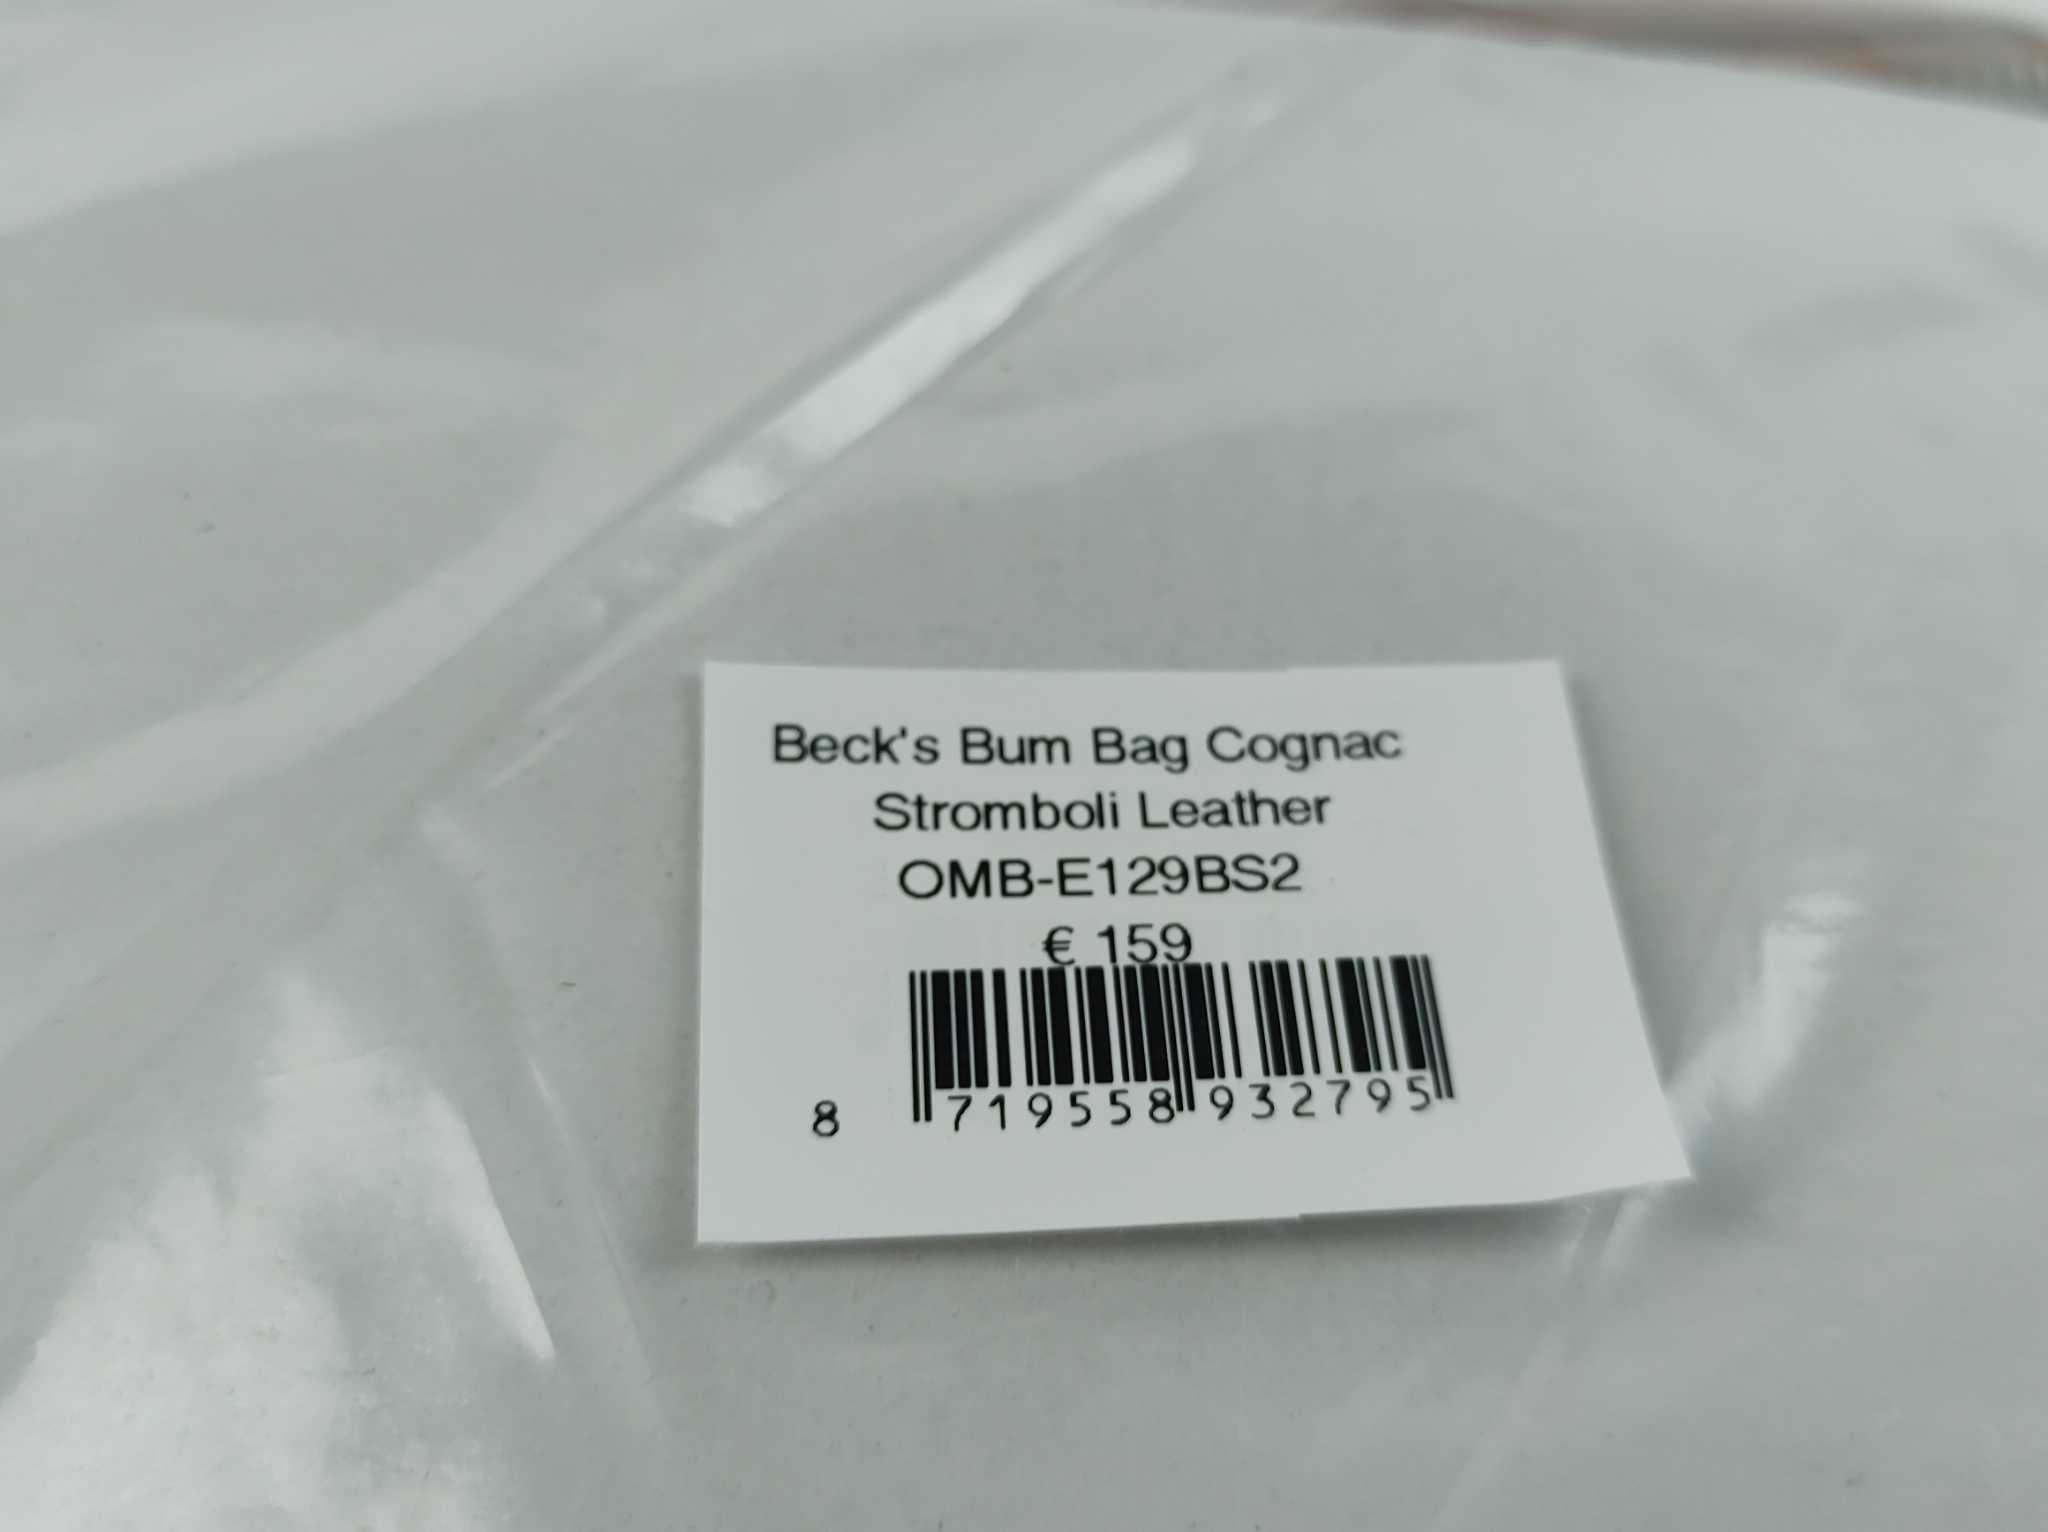 Beck's Bum Bag Cognac
Stromboli Leather
OMB-E129BS2
€ 159
8 719558 932795